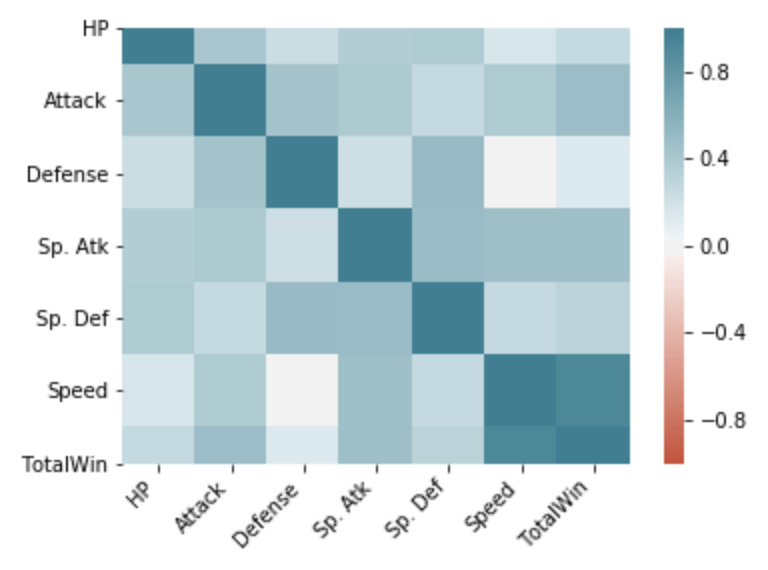 HP
Attack
Defense
Sp. Atk
Sp. Def
Speed
TotalWin
HP
Attack
Defense
Sp. Atk
Sp. Def
Speed
TotalWin
0.8
0.4
0.0
−0.4
−0.8